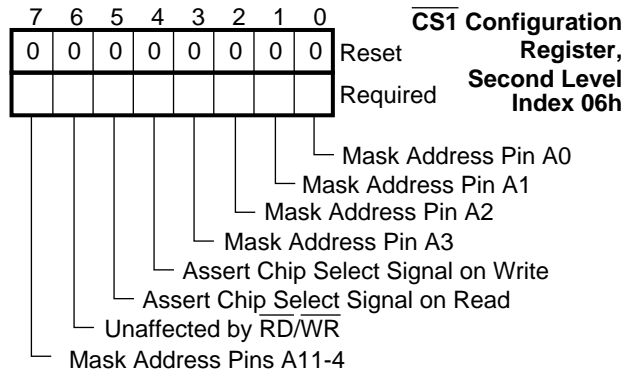 7 6 5 4 3 2 1 0
CS1 Configuration
Register,
Second Level
Index 06h
0 0 0 0 0 0 0 0 Reset
Required
Mask Address Pin A0
Mask Address Pin A1
Mask Address Pin A2
Mask Address Pin A3
Assert Chip Select Signal on Write
Assert Chip Select Signal on Read
Unaffected by RD/WR
Mask Address Pins A11-4